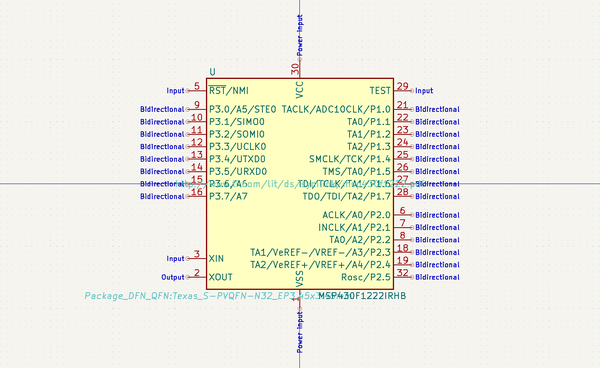 Power Input
30
U
VCC
Input 5 RST/NMI TEST 29 Input
Bidirectional 9 P3.0/A5/STE0 TACLK/ADC10CLK/P1.0 21 Bidirectional
Bidirectional 10 P3.1/SIMO0 TA0/P1.1 22 Bidirectional
Bidirectional 11 P3.2/SOMI0 TA1/P1.2 23 Bidirectional
Bidirectional 12 P3.3/UCLK0 TA2/P1.3 24 Bidirectional
Bidirectional 13 P3.4/UTXD0 SMCLK/TCK/P1.4 25 Bidirectional
Bidirectional 14 P3.5/URXD0 TMS/TA0/P1.5 26 Bidirectional
Bidirectional 15 P3.6/A6 TDI/TCLK/TA1/P1.6 27 Bidirectional
Bidirectional 16 P3.7/A7 TDO/TDI/TA2/P1.7 28 Bidirectional
ACLK/A0/P2.0 6 Bidirectional
INCLK/A1/P2.1 7 Bidirectional
TA0/A2/P2.2 8 Bidirectional
TA1/VeREF-/VREF-/A3/P2.3 18 Bidirectional
Input 3 XIN TA2/VeREF+/VREF+/A4/P2.4 19 Bidirectional
Output 2 XOUT Rosc/P2.5 32 Bidirectional
VSS
Package_DFN_QFN:Texas_S-PVQFN-N32_EP3.45x3.45mm MSP430F1222IRHB
Power Input